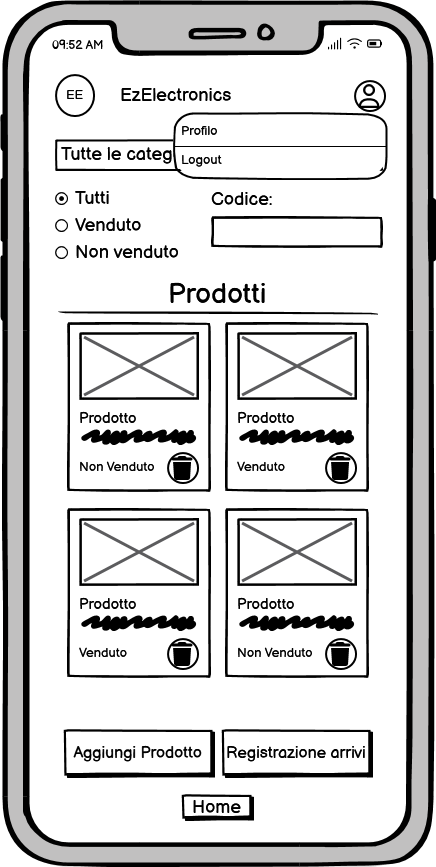 09:52 AM
EE
EzElectronics
Profilo
Logout
Tutte le categ
Tutti
Venduto
Non venduto
Codice:
Prodotti
Prodotto
Non Venduto
Prodotto
Venduto
Prodotto
Venduto
Prodotto
Non Venduto
Aggiungi Prodotto
Registrazione arrivi
Home